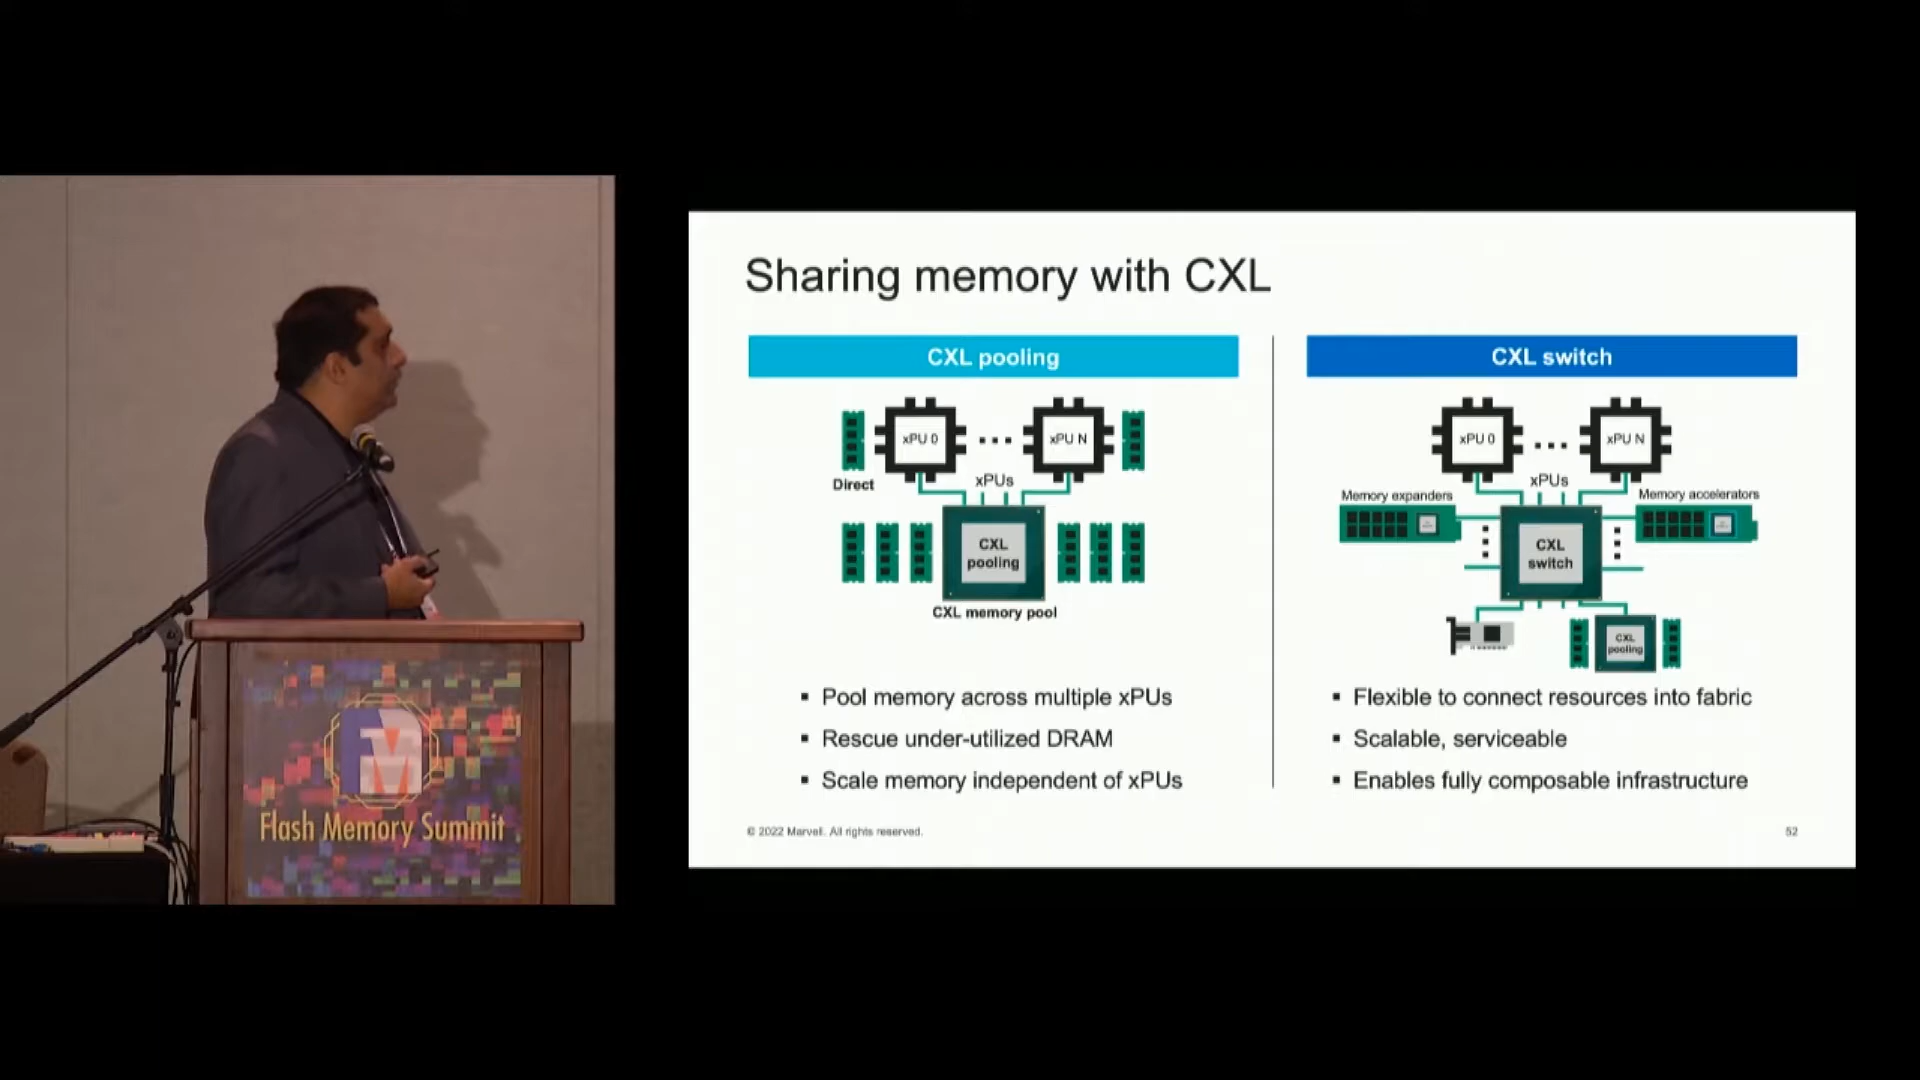 Sharing memory with CXL
CXL pooling
xPU 0
xPU N
Direct
xPUs
CXL
pooling
CXL memory pool
Pool memory across multiple xPUs
Rescue under-utilized DRAM
Scale memory independent of xPUs
CXL switch
xPU 0
xPU N
xPUs
Memory expanders
Memory accelerators
CXL
switch
CXL
pooling
Flexible to connect resources into fabric
Scalable, serviceable
Enables fully composable infrastructure
© 2022 Marvell. All rights reserved.
52
Flash Memory Summit